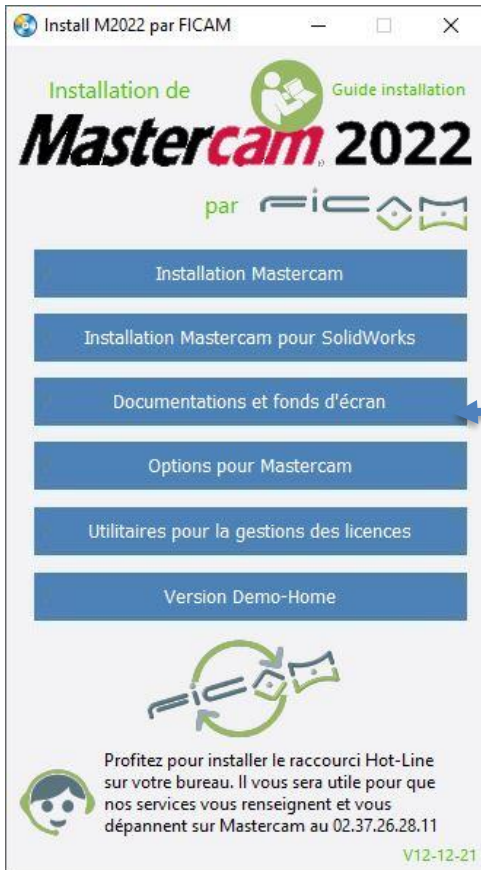 Install M2022 par FICAM
Installation de
Guide installation
Mastercam 2022
par FICAM
Installation Mastercam
Installation Mastercam pour SolidWorks
Documentations et fonds d'écran
Options pour Mastercam
Utilitaires pour la gestions des licences
Version Demo-Home
FICAM
Profitez pour installer le raccourci Hot-Line
sur votre bureau. Il vous sera utile pour que
nos services vous renseignent et vous
dépannent sur Mastercam au 02.37.26.28.11
V12-12-21